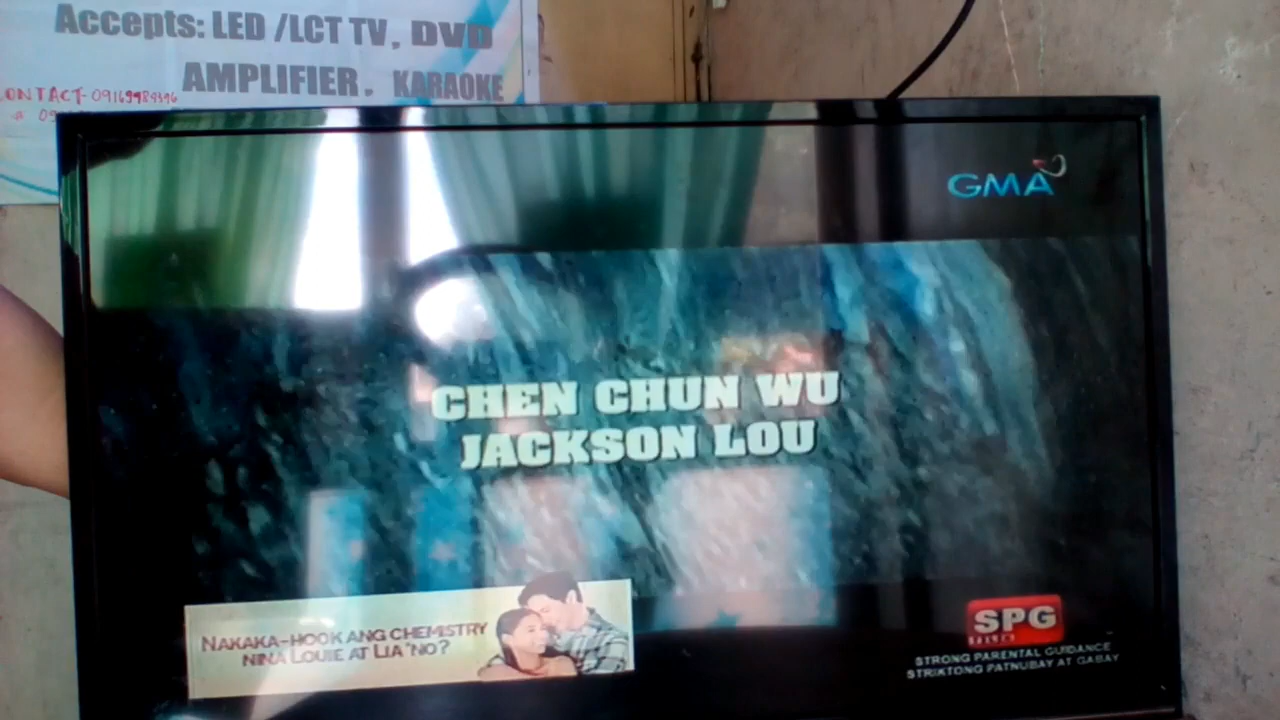 Accepts: LED /LCT TV, DVD
AMPLIFIER. KARAOKE
ONTACT-
GMA
CHEN CHUN WU
JACKSON LOU
NAKAKA-HOOK ANG CHEMISTRY
NINA LOUIE AT LIA 'NO?
SPG
STRONG PARENTAL GUIDANCE
STRIKTONG PATNUBAY AT GABAY